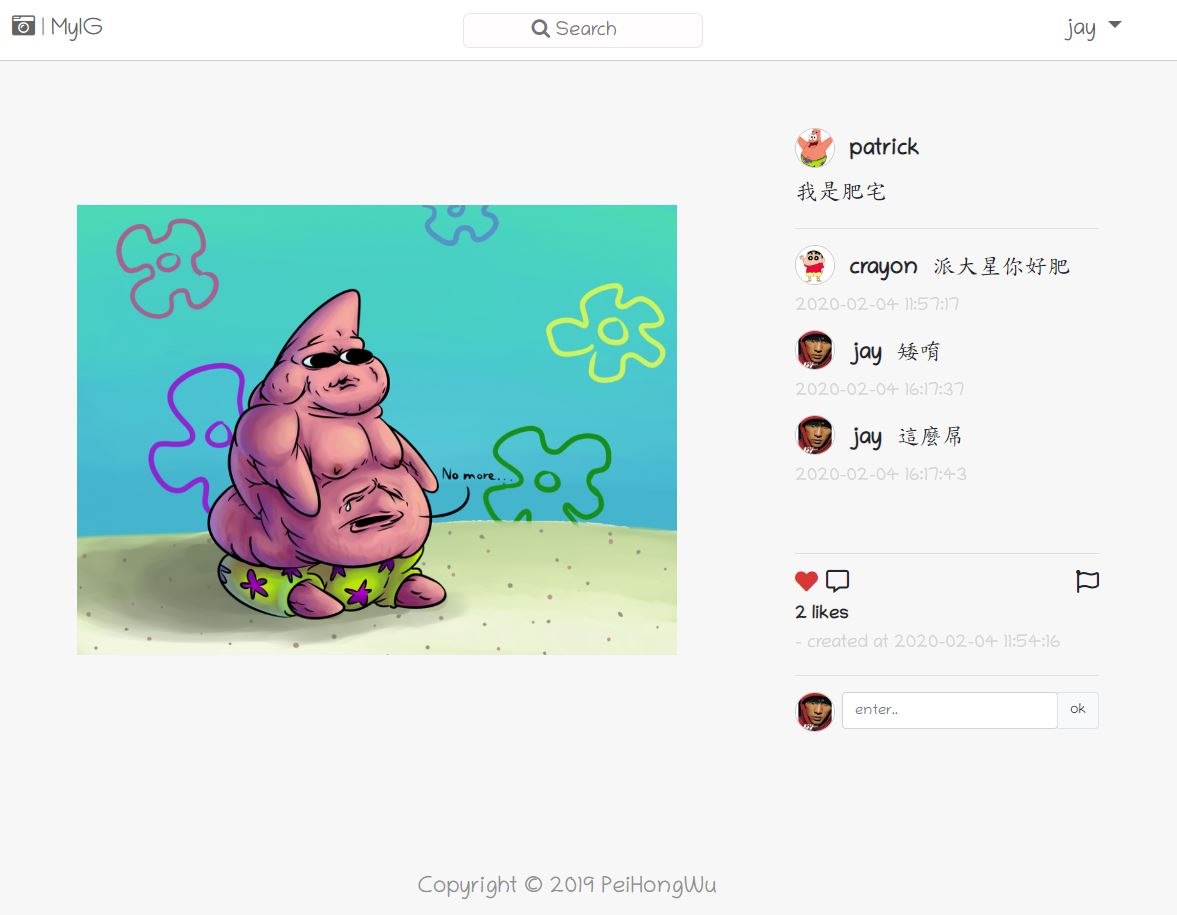 | MyIG
Search
jay
patrick
我是肥宅
crayon 派大星你好肥
2020-02-04 11:57:17
jay 矮唷
2020-02-04 16:17:37
jay 這麼屌
2020-02-04 16:17:43
No more...
2 likes
- created at 2020-02-04 11:54:16
enter..
ok
Copyright © 2019 PeiHongWu